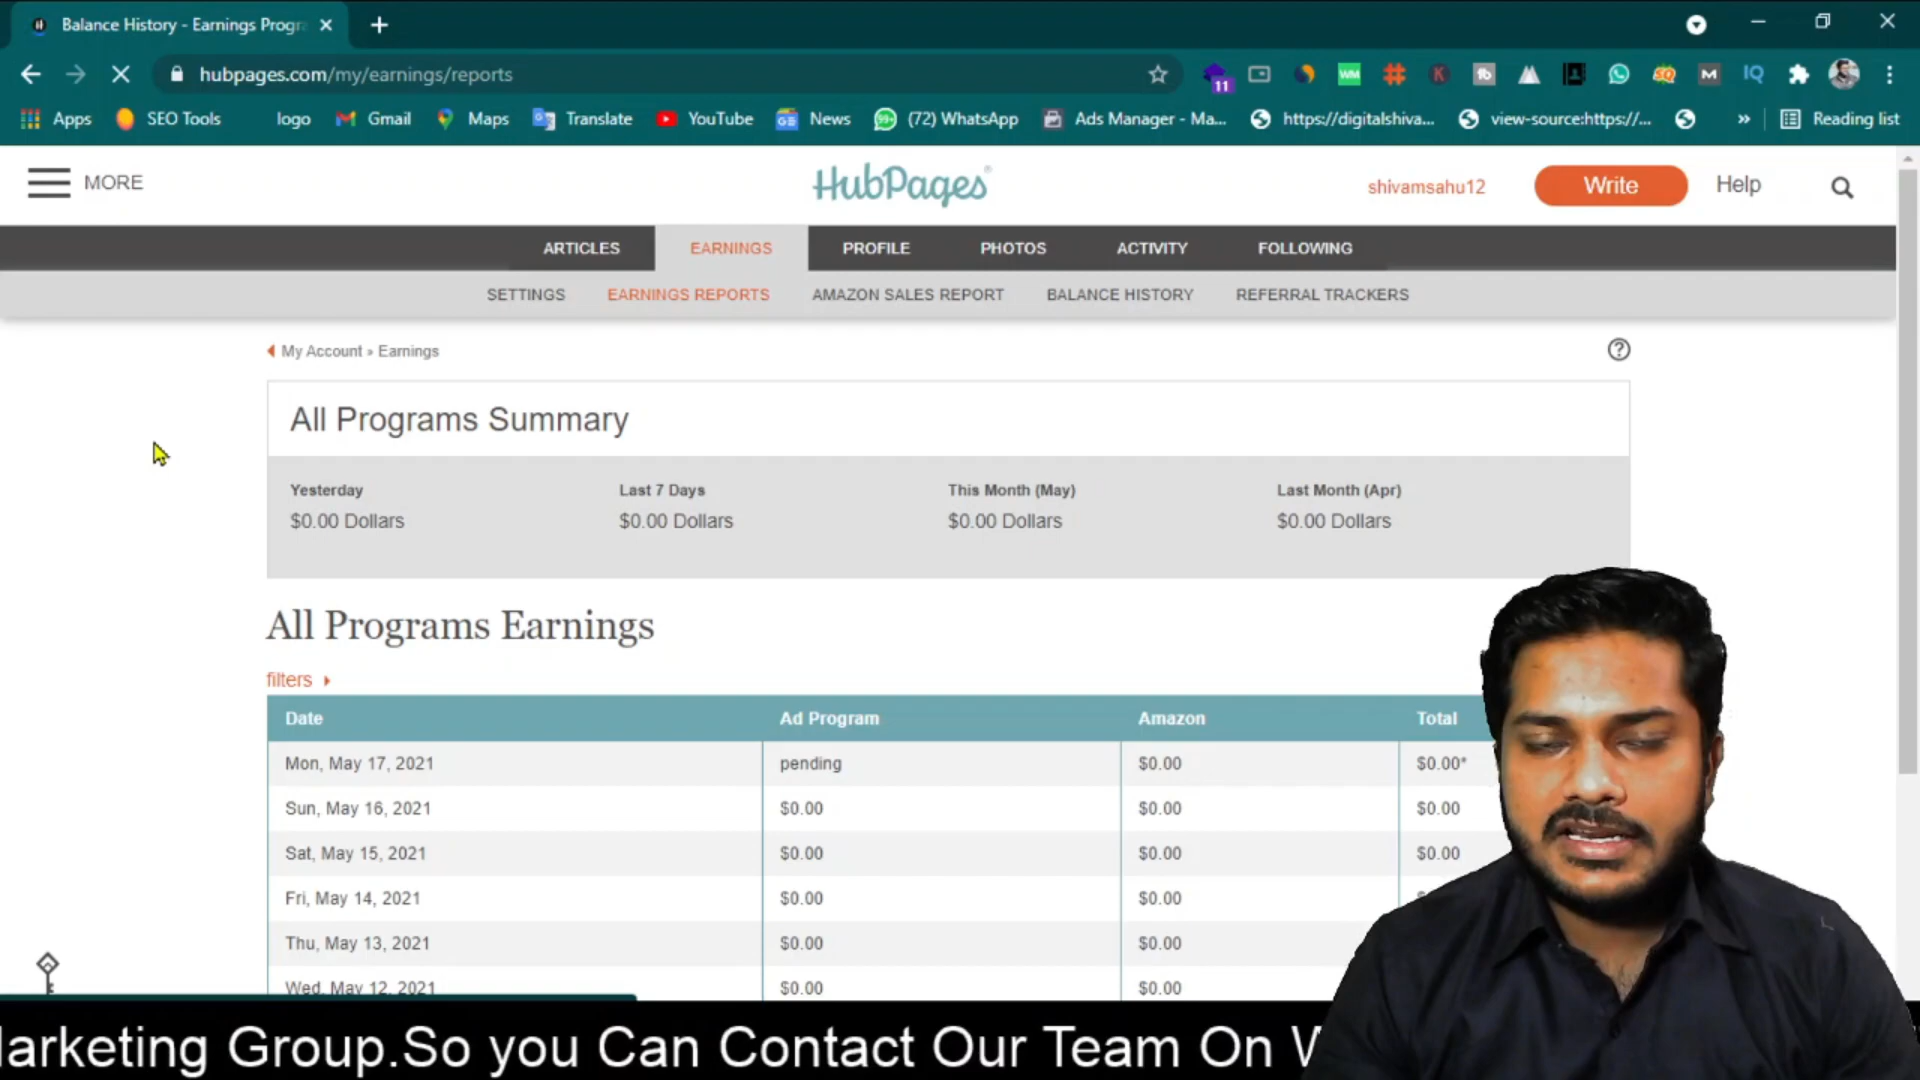 Balance History - Earnings Progr
hubpages.com/my/earnings/reports
11
Apps SEO Tools logo Gmail Maps Translate YouTube News (72) WhatsApp Ads Manager - Ma... https://digitalshiva... view-source:https://... » Reading list
MORE HubPages shivamsahu12 Write Help
ARTICLES EARNINGS PROFILE PHOTOS ACTIVITY FOLLOWING
SETTINGS EARNINGS REPORTS AMAZON SALES REPORT BALANCE HISTORY REFERRAL TRACKERS
My Account » Earnings
All Programs Summary
Yesterday Last 7 Days This Month (May) Last Month (Apr)
$0.00 Dollars $0.00 Dollars $0.00 Dollars $0.00 Dollars
All Programs Earnings
filters
Date Ad Program Amazon Total
Mon, May 17, 2021 pending $0.00 $0.00*
Sun, May 16, 2021 $0.00 $0.00 $0.00
Sat, May 15, 2021 $0.00 $0.00 $0.00
Fri, May 14, 2021 $0.00 $0.00
Thu, May 13, 2021 $0.00 $0.00
Wed, May 12, 2021 $0.00 $0.00
arketing Group.So you Can Contact Our Team On